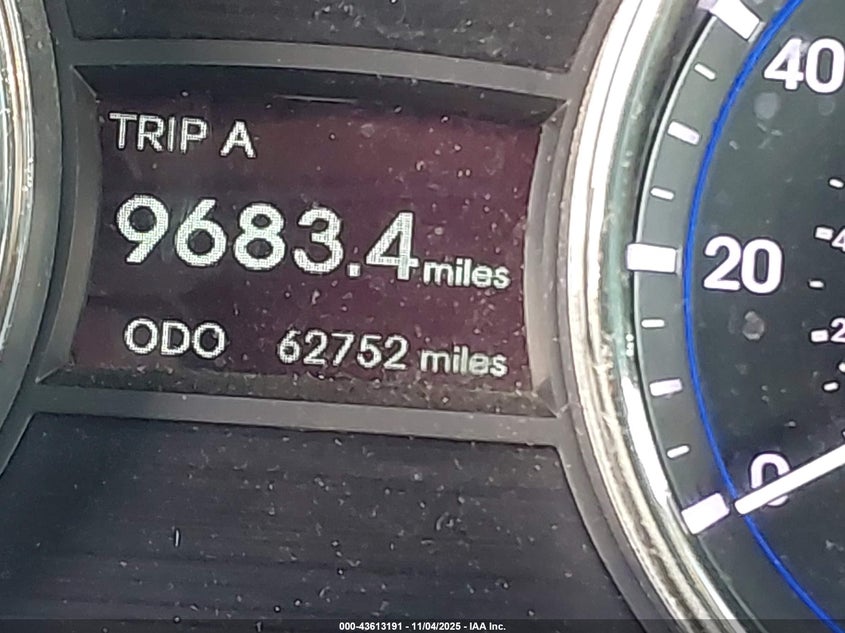 TRIP A
9683.4 miles
ODO 62752 miles
40
20
0
000-43613191 - 11/04/2025 - IAA Inc.